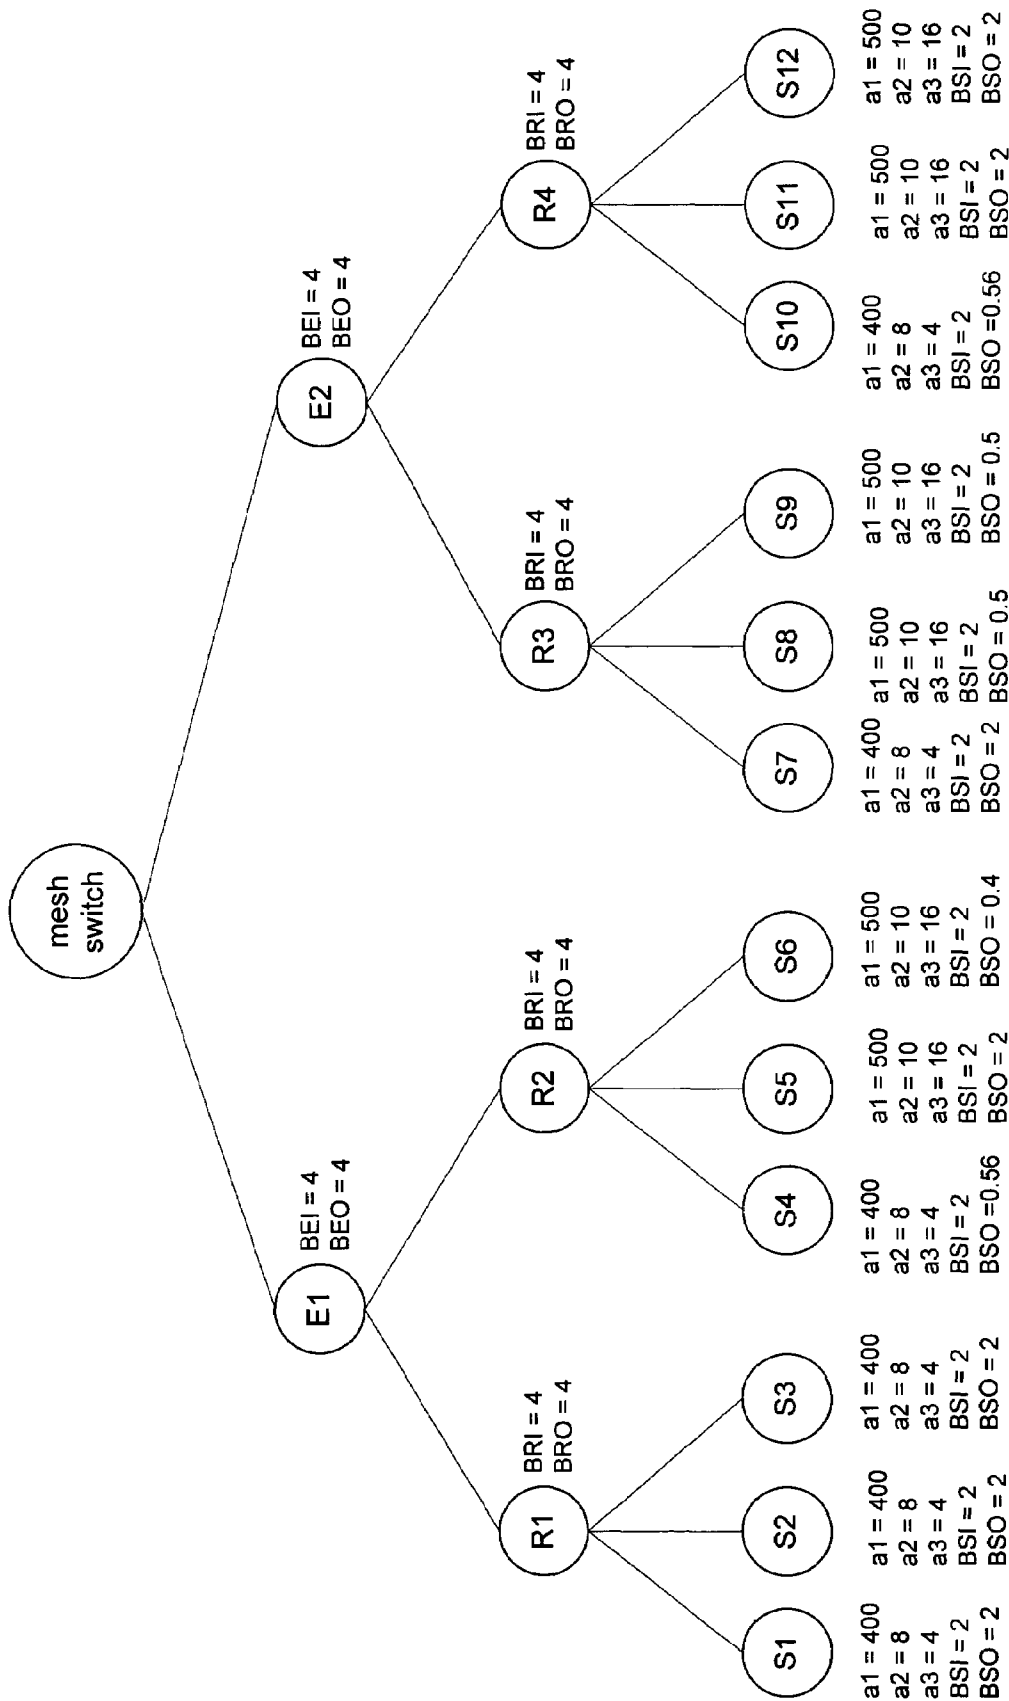 mesh
switch
E1
BEI = 4
BEO = 4
E2
BEI = 4
BEO = 4
R1
BRI = 4
BRO = 4
R2
BRI = 4
BRO = 4
R3
BRI = 4
BRO = 4
R4
BRI = 4
BRO = 4
S1
a1 = 400
a2 = 8
a3 = 4
BSI = 2
BSO = 2
S2
a1 = 400
a2 = 8
a3 = 4
BSI = 2
BSO = 2
S3
a1 = 400
a2 = 8
a3 = 4
BSI = 2
BSO = 2
S4
a1 = 400
a2 = 8
a3 = 4
BSI = 2
BSO =0.56
S5
a1 = 500
a2 = 10
a3 = 16
BSI = 2
BSO = 2
S6
a1 = 500
a2 = 10
a3 = 16
BSI = 2
BSO = 0.4
S7
a1 = 400
a2 = 8
a3 = 4
BSI = 2
BSO = 2
S8
a1 = 500
a2 = 10
a3 = 16
BSI = 2
BSO = 0.5
S9
a1 = 500
a2 = 10
a3 = 16
BSI = 2
BSO = 0.5
S10
a1 = 400
a2 = 8
a3 = 4
BSI = 2
BSO =0.56
S11
a1 = 500
a2 = 10
a3 = 16
BSI = 2
BSO = 2
S12
a1 = 500
a2 = 10
a3 = 16
BSI = 2
BSO = 2